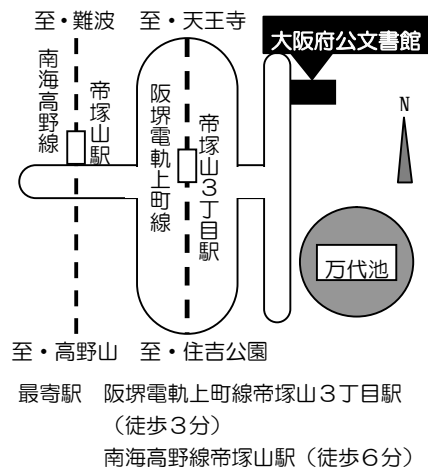 至・難波
至・天王寺
大阪府公文書館
南海高野線
帝塚山駅
阪堺電軌上町線
帝塚山３丁目駅
N
万代池
至・高野山
至・住吉公園
最寄駅　阪堺電軌上町線帝塚山３丁目駅
（徒歩３分）
南海高野線帝塚山駅（徒歩６分）